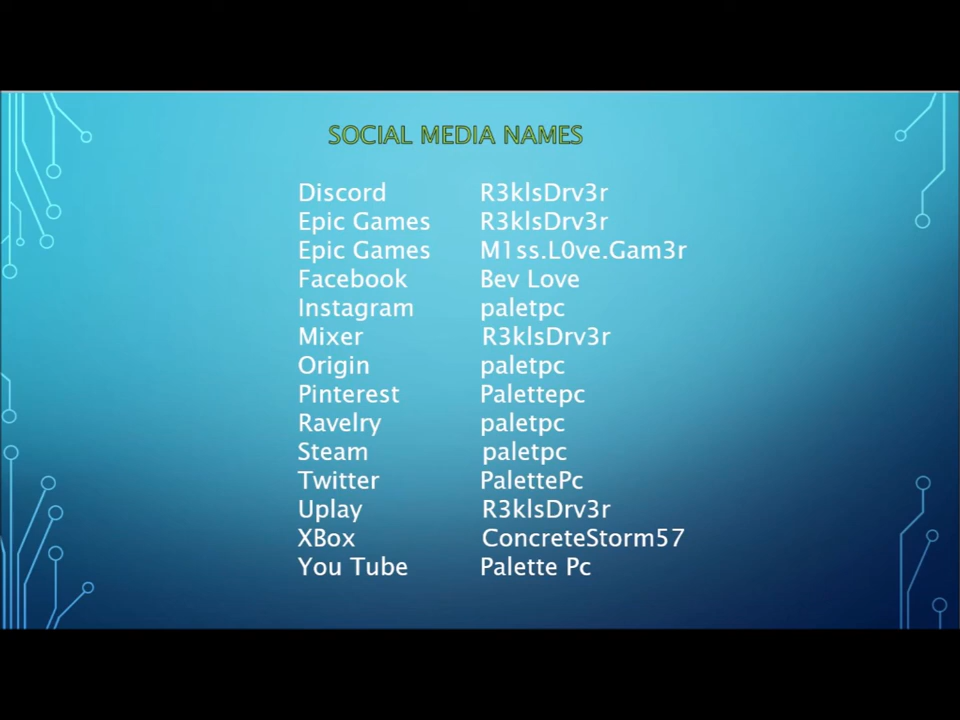 SOCIAL MEDIA NAMES
Discord R3klsDrv3r
Epic Games R3klsDrv3r
Epic Games M1ss.L0ve.Gam3r
Facebook Bev Love
Instagram paletpc
Mixer R3klsDrv3r
Origin paletpc
Pinterest Palettepc
Ravelry paletpc
Steam paletpc
Twitter PalettePc
Uplay R3klsDrv3r
XBox ConcreteStorm57
You Tube Palette Pc